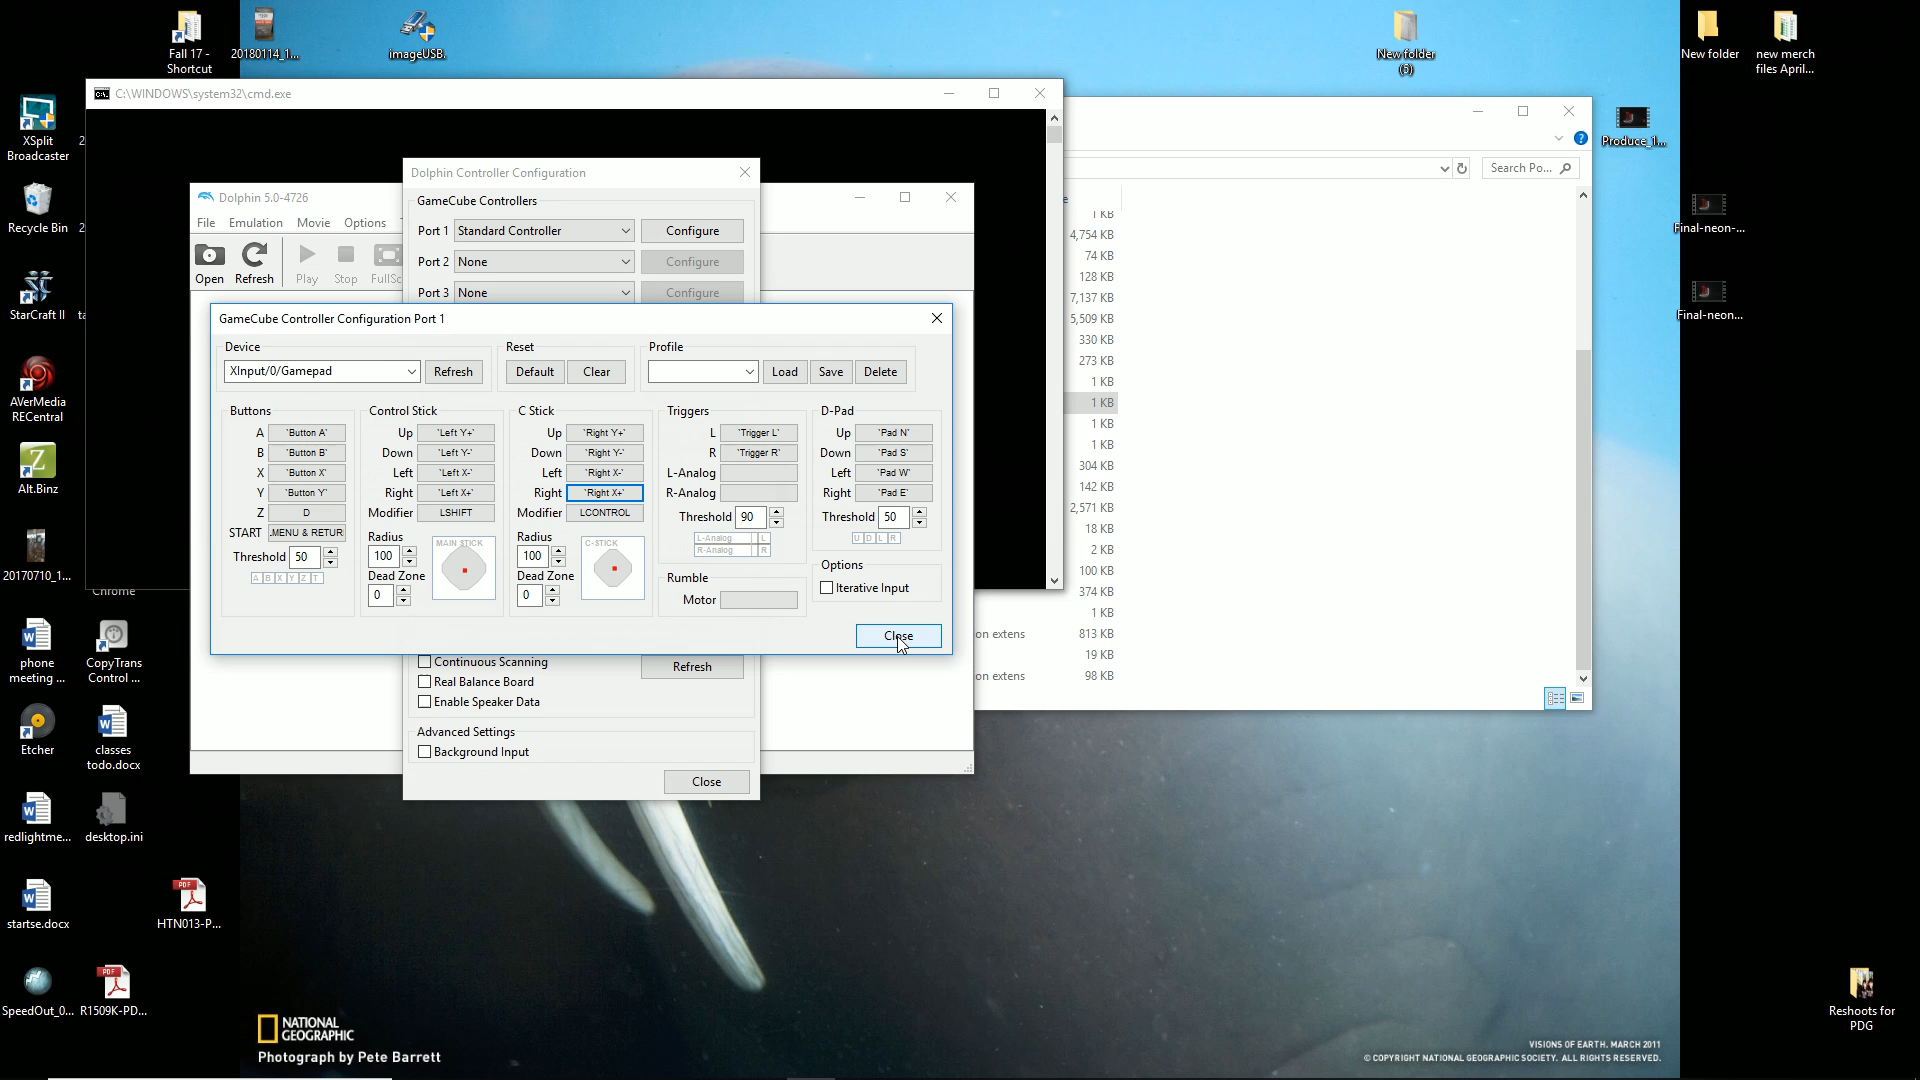 Fall 17 -
Shortcut
20180114_1...
imageUSB.
New folder
(5)
New folder
new merch
files April...
XSplit
Broadcaster
2
Recycle Bin
2
StarCraft II
ta
AVerMedia
RECentral
Alt.Binz
20170710_1...
Chrome
phone
meeting ...
CopyTrans
Control ...
Etcher
classes
todo.docx
redlightme...
desktop.ini
startse.docx
HTN013-P...
SpeedOut_0...
R1509K-PD...
Produce_1...
Final-neon-...
Final-neon...
Reshoots for
PDG
C:\WINDOWS\system32\cmd.exe
Dolphin 5.0-4726
File Emulation Movie Options
Open Refresh Play Stop FullSc
Dolphin Controller Configuration
GameCube Controllers
Port 1 Standard Controller Configure
Port 2 None Configure
Port 3 None Configure
GameCube Controller Configuration Port 1
Device
XInput/0/Gamepad Refresh
Reset
Default Clear
Profile
Load Save Delete
Buttons
A `Button A`
B `Button B`
X `Button X`
Y `Button Y`
Z D
START .MENU & RETUR
Threshold 50
A B X Y Z T
Control Stick
Up `Left Y+`
Down `Left Y-`
Left `Left X-`
Right `Left X+`
Modifier LSHIFT
Radius
100
MAIN STICK
Dead Zone
0
C Stick
Up `Right Y+`
Down `Right Y-`
Left `Right X-`
Right `Right X+`
Modifier LCONTROL
Radius
100
C-STICK
Dead Zone
0
Triggers
L `Trigger L`
R `Trigger R`
L-Analog
R-Analog
Threshold 90
L-Analog L
R-Analog R
Rumble
Motor
D-Pad
Up `Pad N`
Down `Pad S`
Left `Pad W`
Right `Pad E`
Threshold 50
U D L R
Options
Iterative Input
Close
Continuous Scanning
Refresh
Real Balance Board
Enable Speaker Data
Advanced Settings
Background Input
Close
Search Po...
e
1 KB
4,754 KB
74 KB
128 KB
7,137 KB
5,509 KB
330 KB
273 KB
1 KB
1 KB
1 KB
1 KB
304 KB
142 KB
2,571 KB
18 KB
2 KB
100 KB
374 KB
1 KB
on extens 813 KB
19 KB
on extens 98 KB
NATIONAL
GEOGRAPHIC
Photograph by Pete Barrett
VISIONS OF EARTH, MARCH 2011
© COPYRIGHT NATIONAL GEOGRAPHIC SOCIETY. ALL RIGHTS RESERVED.